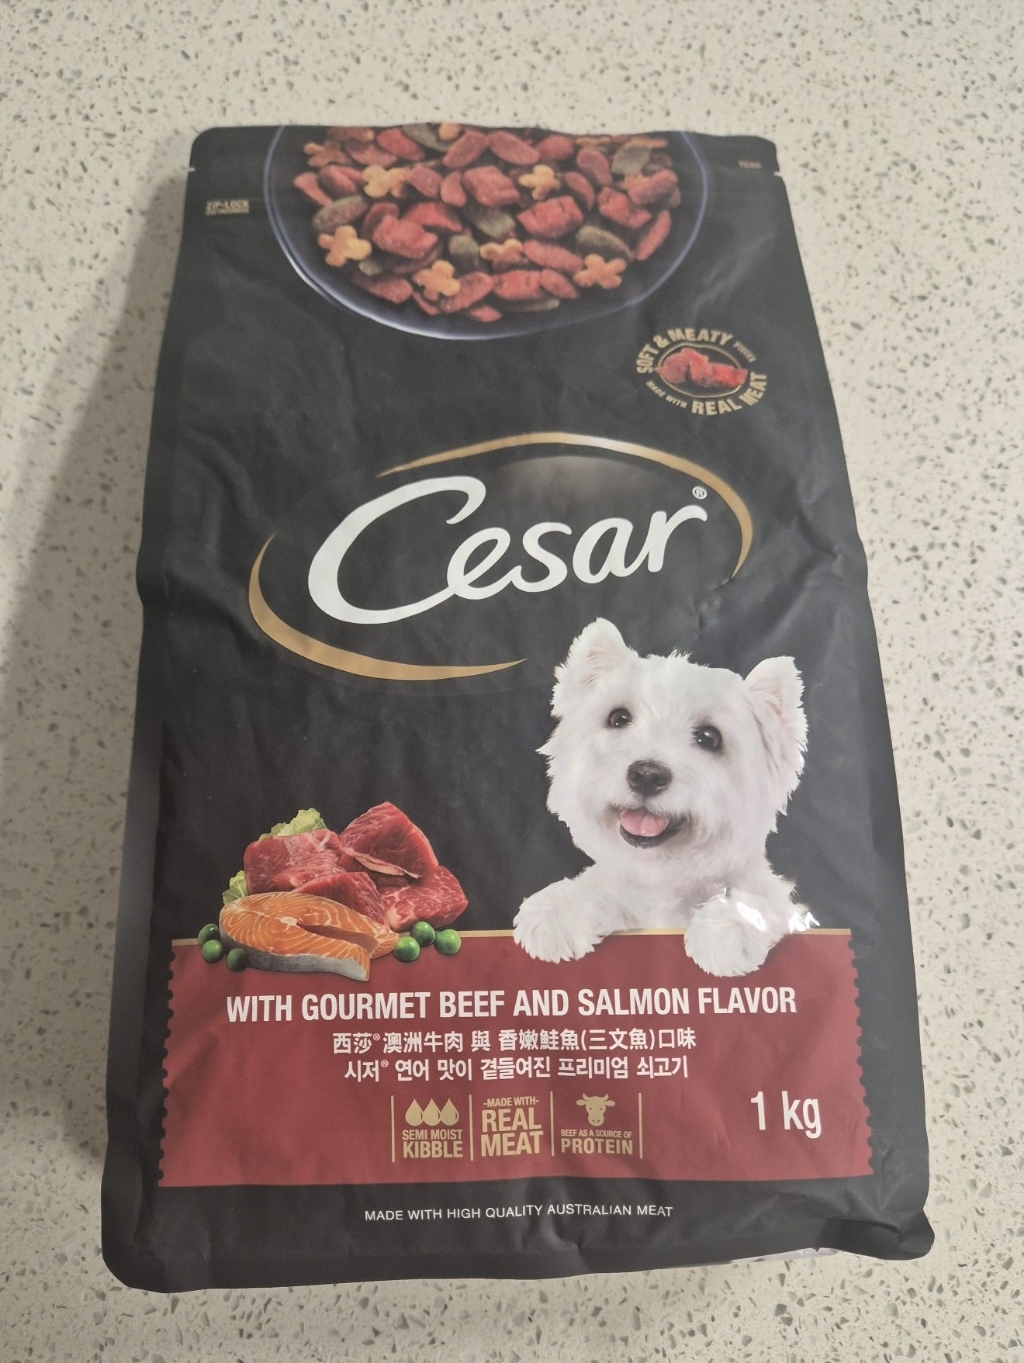 ZIP-LOCK
TEAR
SOFT & MEATY PIECES
MADE WITH REAL MEAT
Cesar®
WITH GOURMET BEEF AND SALMON FLAVOR
西莎®澳洲牛肉 與 香嫩鮭魚(三文魚)口味
시저® 연어 맛이 곁들여진 프리미엄 쇠고기
SEMI MOIST
KIBBLE
-MADE WITH-
REAL
MEAT
BEEF AS A SOURCE OF
PROTEIN
1 kg
MADE WITH HIGH QUALITY AUSTRALIAN MEAT